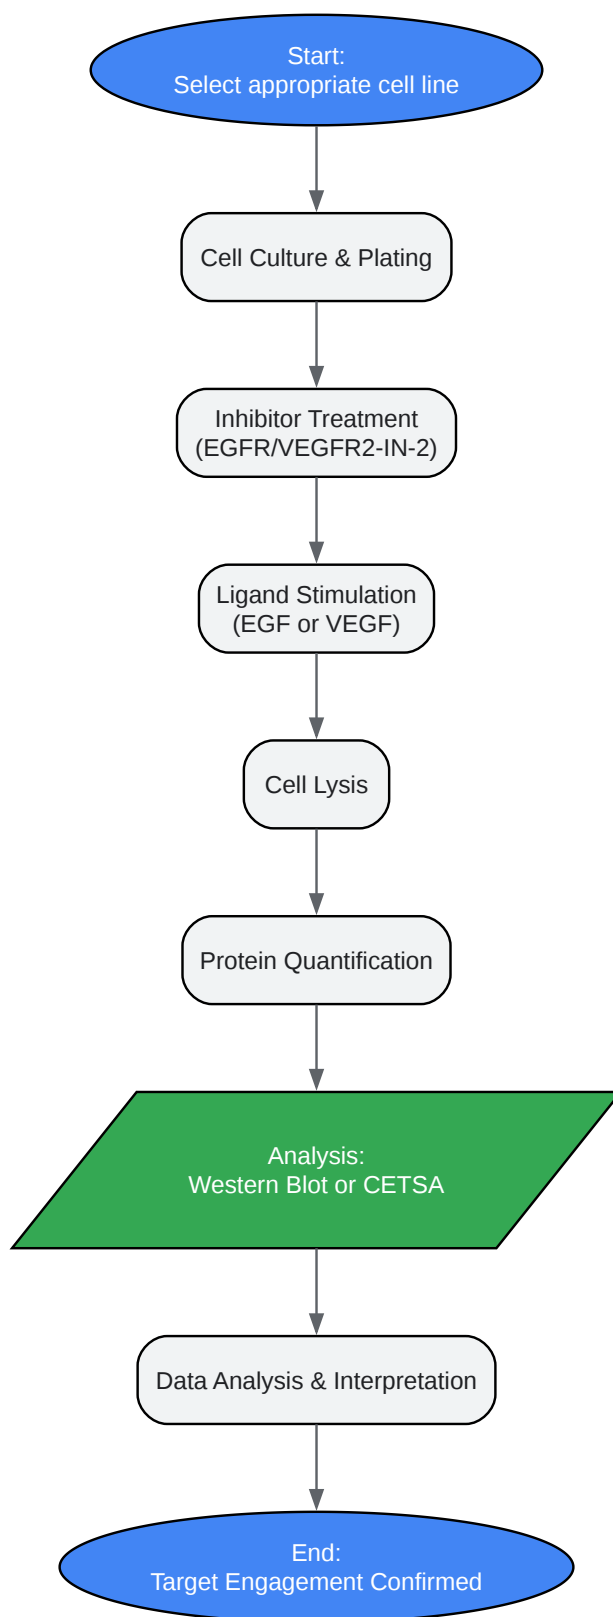 Start:
Select appropriate cell line
Cell Culture & Plating
Inhibitor Treatment
(EGFR/VEGFR2-IN-2)
Ligand Stimulation
(EGF or VEGF)
Cell Lysis
Protein Quantification
Analysis:
Western Blot or CETSA
Data Analysis & Interpretation
End:
Target Engagement Confirmed